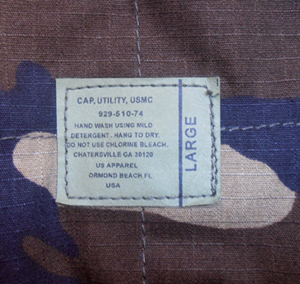 CAP, UTILITY, USMC
929-510-74
HAND WASH USING MILD
DETERGENT. HANG TO DRY
DO NOT USE CHLORINE BLEACH.
CHATERSVILLE GA 30120
US APPAREL
ORMOND BEACH FL
USA
LARGE